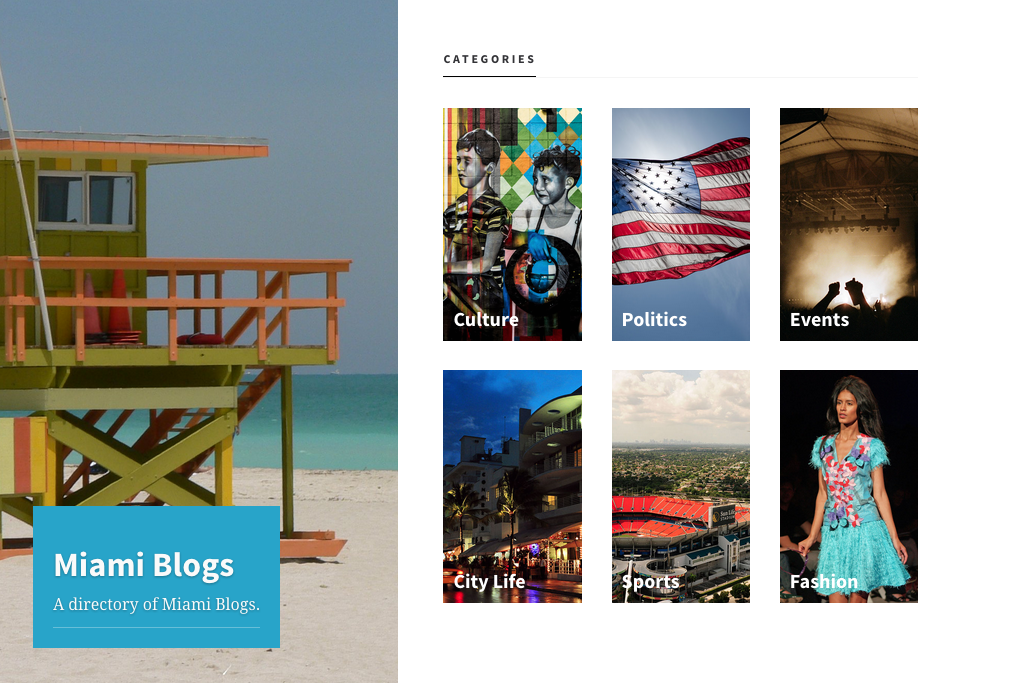 CATEGORIES
Culture
Politics
Events
City Life
Sports
Fashion
Miami Blogs
A directory of Miami Blogs.